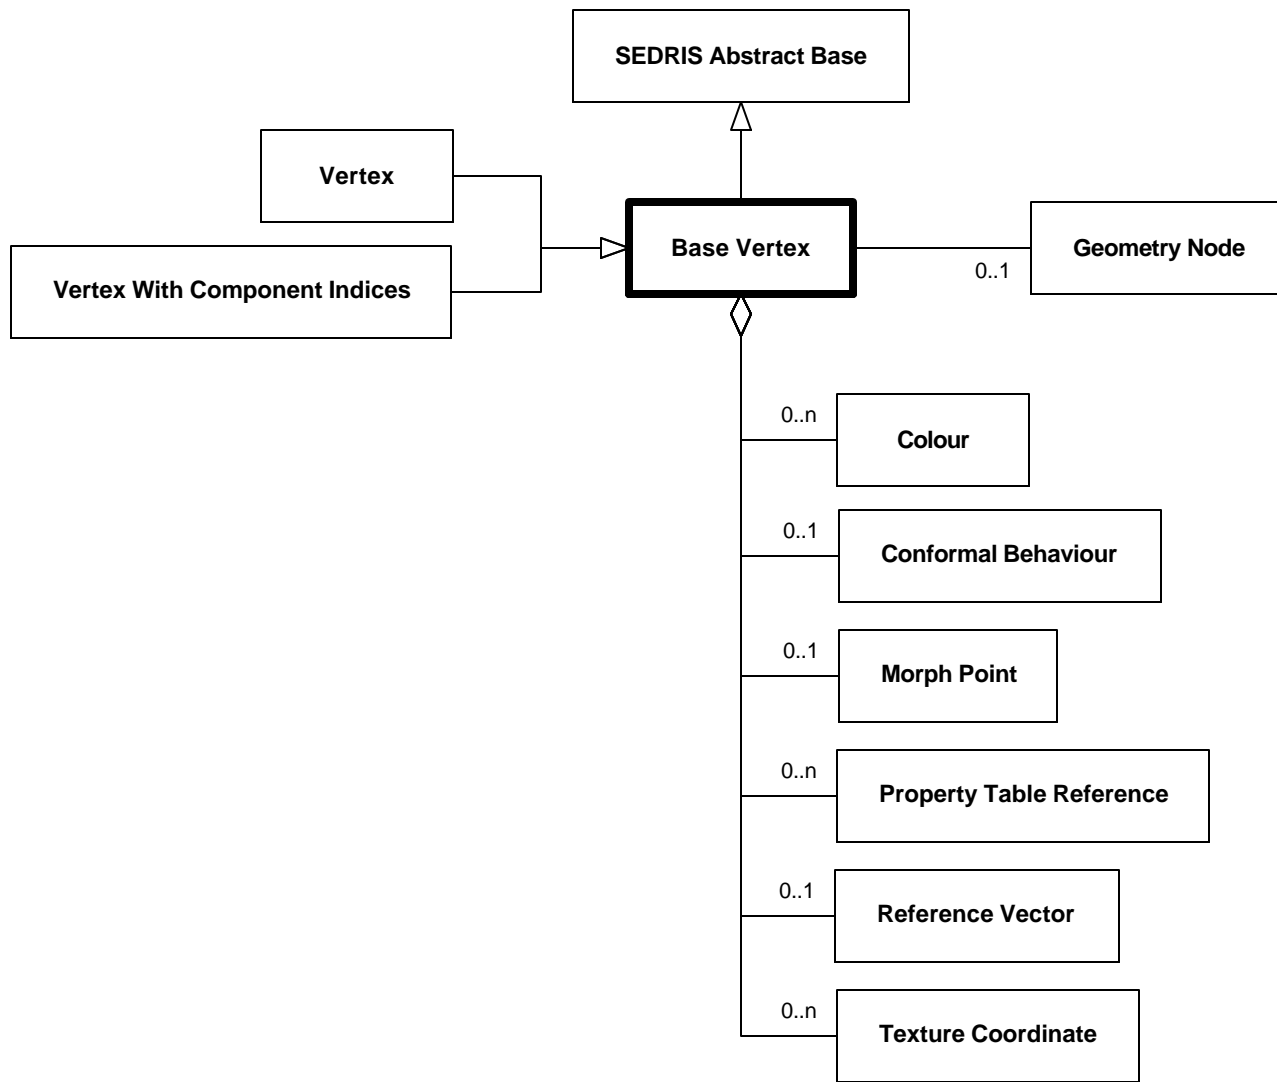 SEDRIS Abstract Base
Vertex
Base Vertex
Geometry Node
0..1
Vertex With Component Indices
0..n
Colour
0..1
Conformal Behaviour
0..1
Morph Point
0..n
Property Table Reference
0..1
Reference Vector
0..n
Texture Coordinate